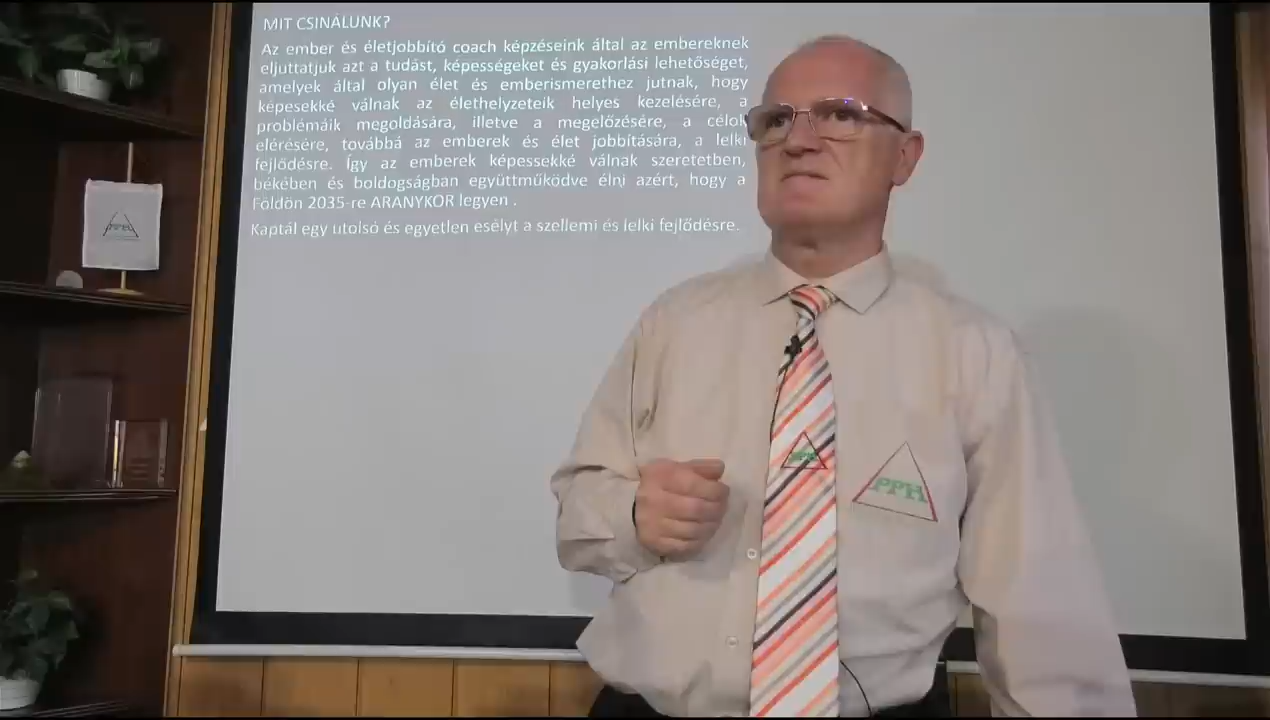 MIT CSINÁLUNK?
Az ember és életjobbító coach képzéseink által az embereknek
eljuttatjuk azt a tudást, képességeket és gyakorlási lehetőséget,
amelyek által olyan élet és emberismerethez jutnak, hogy
képesekké válnak az élethelyzeteik helyes kezelésére, a
problémáik megoldására, illetve a megelőzésére, a célok
elérésére, továbbá az emberek és élet jobbítására, a lelki
fejlődésre. Így az emberek képessekké válnak szeretetben,
békében és boldogságban együttműködve élni azért, hogy a
Földön 2035-re ARANYKOR legyen .
Kaptál egy utolsó és egyetlen esélyt a szellemi és lelki fejlődésre.
PPH
PPH
PPH